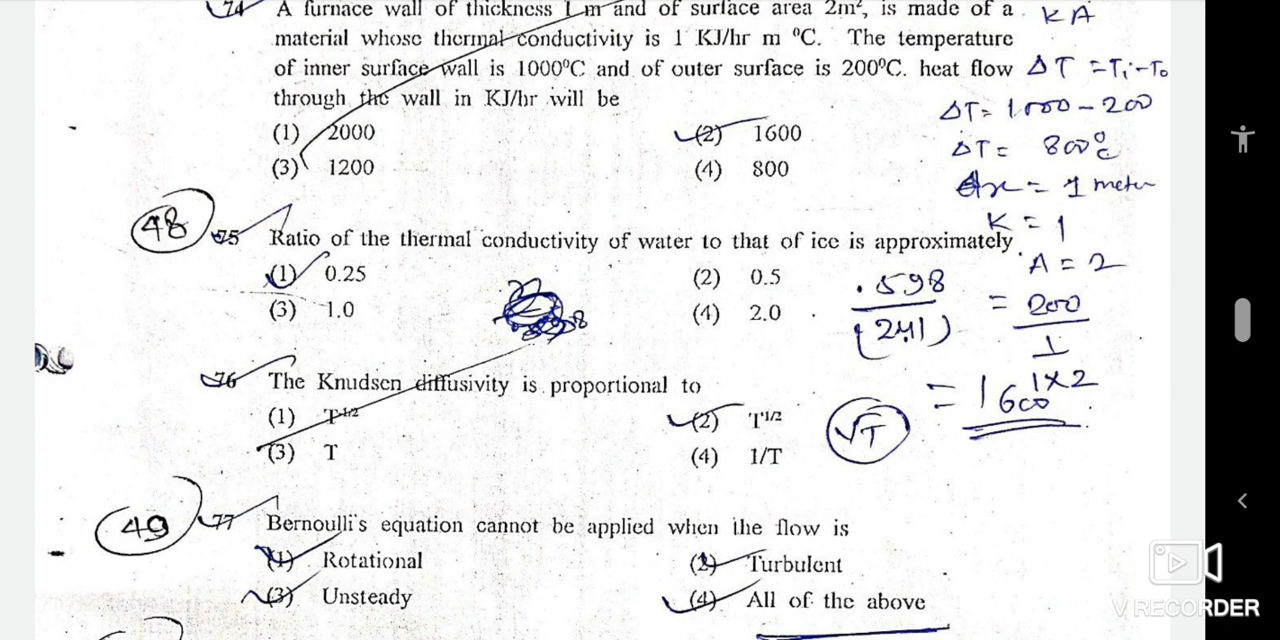 74 A furnace wall of thickness 1 m and of surface area 2m², is made of a
material whose thermal conductivity is 1 KJ/hr m °C. The temperature
of inner surface wall is 1000°C and of outer surface is 200°C. heat flow
through the wall in KJ/hr will be
(1) 2000 (2) 1600
(3) 1200 (4) 800
KA
ΔT = Ti - To
ΔT = 1000 - 200
ΔT = 800°C
= 1 meter
K = 1
A = 2
48
75 Ratio of the thermal conductivity of water to that of ice is approximately
(1) 0.25 (2) 0.5
(3) 1.0 (4) 2.0
.598
= 200
1
1x2
= 1600
76 The Knudsen diffusivity is proportional to
(1) (2) T1/2
(3) T (4) 1/T
√T
49
77 Bernoulli's equation cannot be applied when the flow is
(1) Rotational (2) Turbulent
(3) Unsteady (4) All of the above
V RECORDER